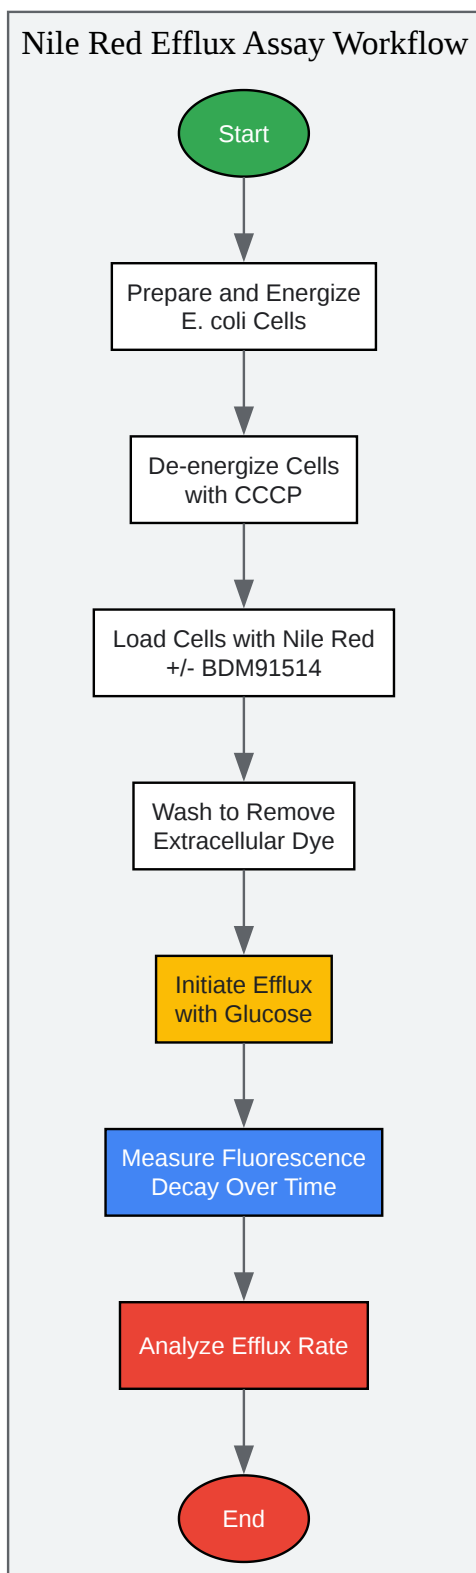 Nile Red Efflux Assay Workflow
Start
Prepare and Energize
E. coli Cells
De-energize Cells
with CCCP
Load Cells with Nile Red
+/- BDM91514
Wash to Remove
Extracellular Dye
Initiate Efflux
with Glucose
Measure Fluorescence
Decay Over Time
Analyze Efflux Rate
End